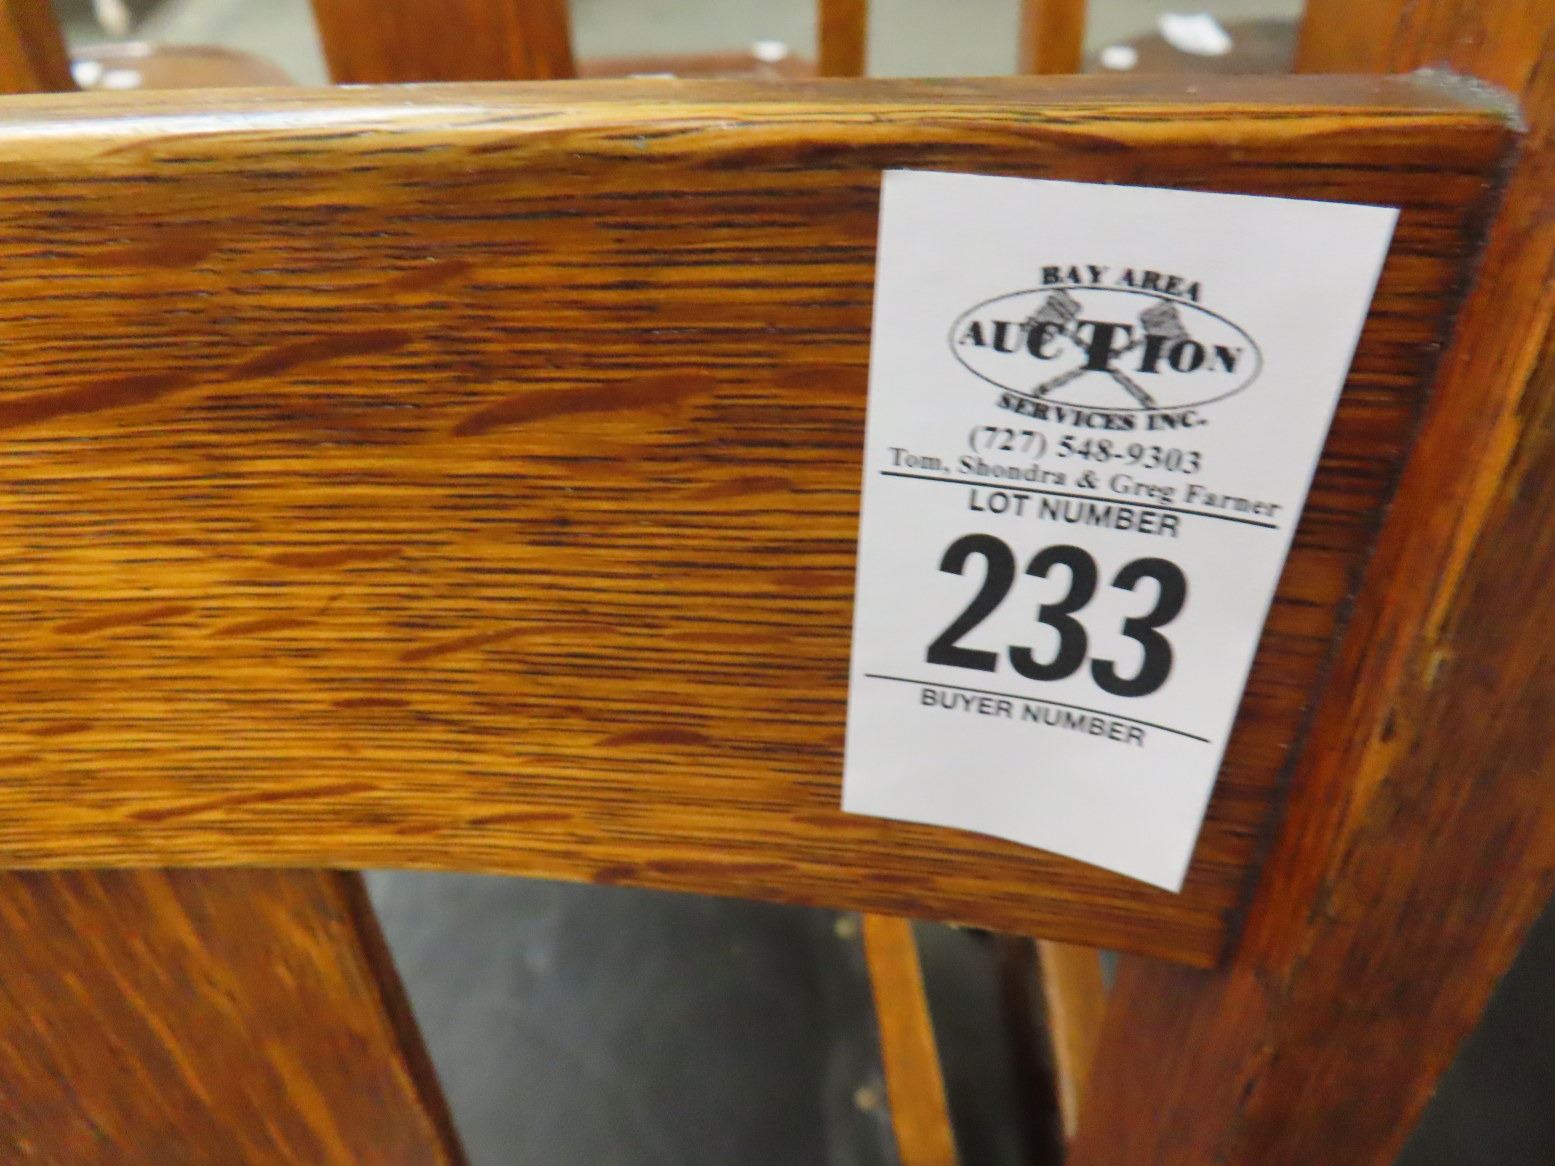 BAY AREA
AUCTION
SERVICES INC.
(727) 548-9303
Tom, Shondra & Greg Farner
LOT NUMBER
233
BUYER NUMBER